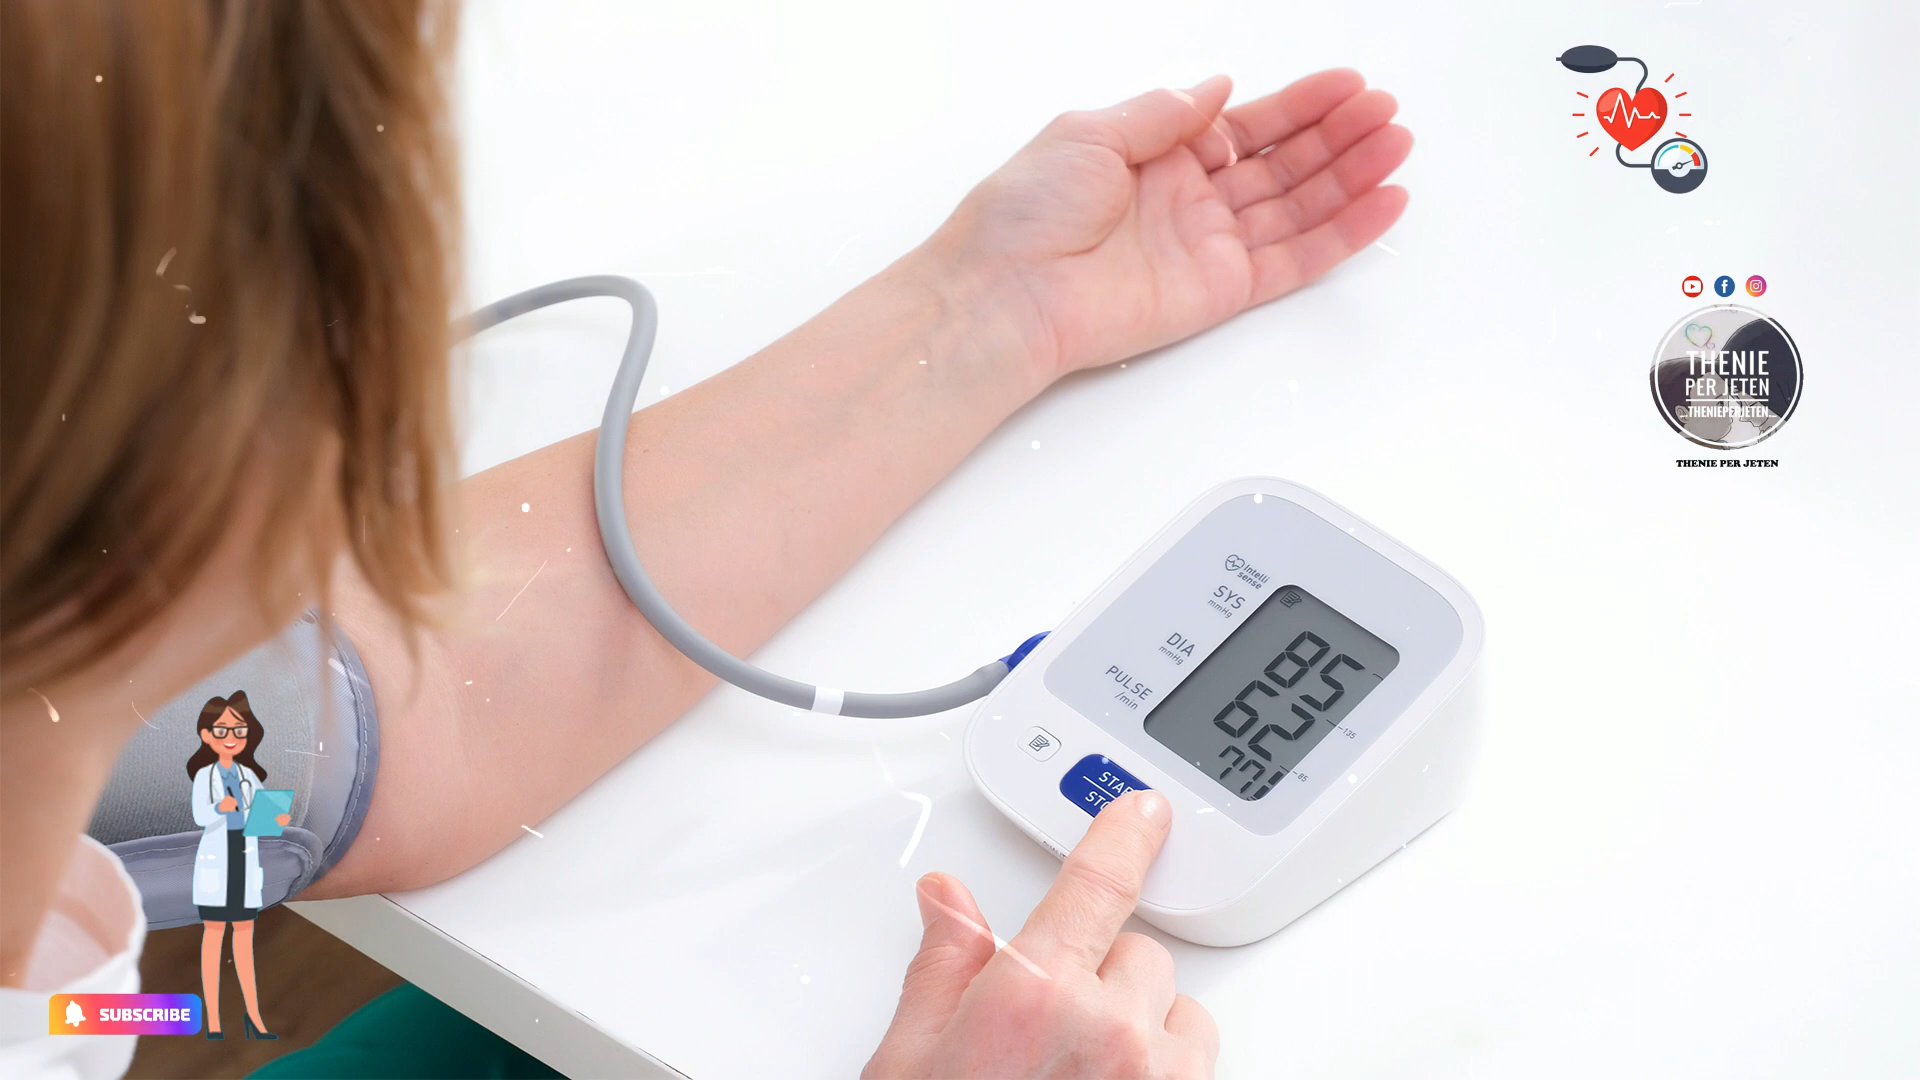 THENIE
PER JETEN
...THENIEPERJETEN...
THENIE PER JETEN
intelli
sense
SYS
mmHg
DIA
mmHg
PULSE
/min
85
62
77
135
85
SUBSCRIBE